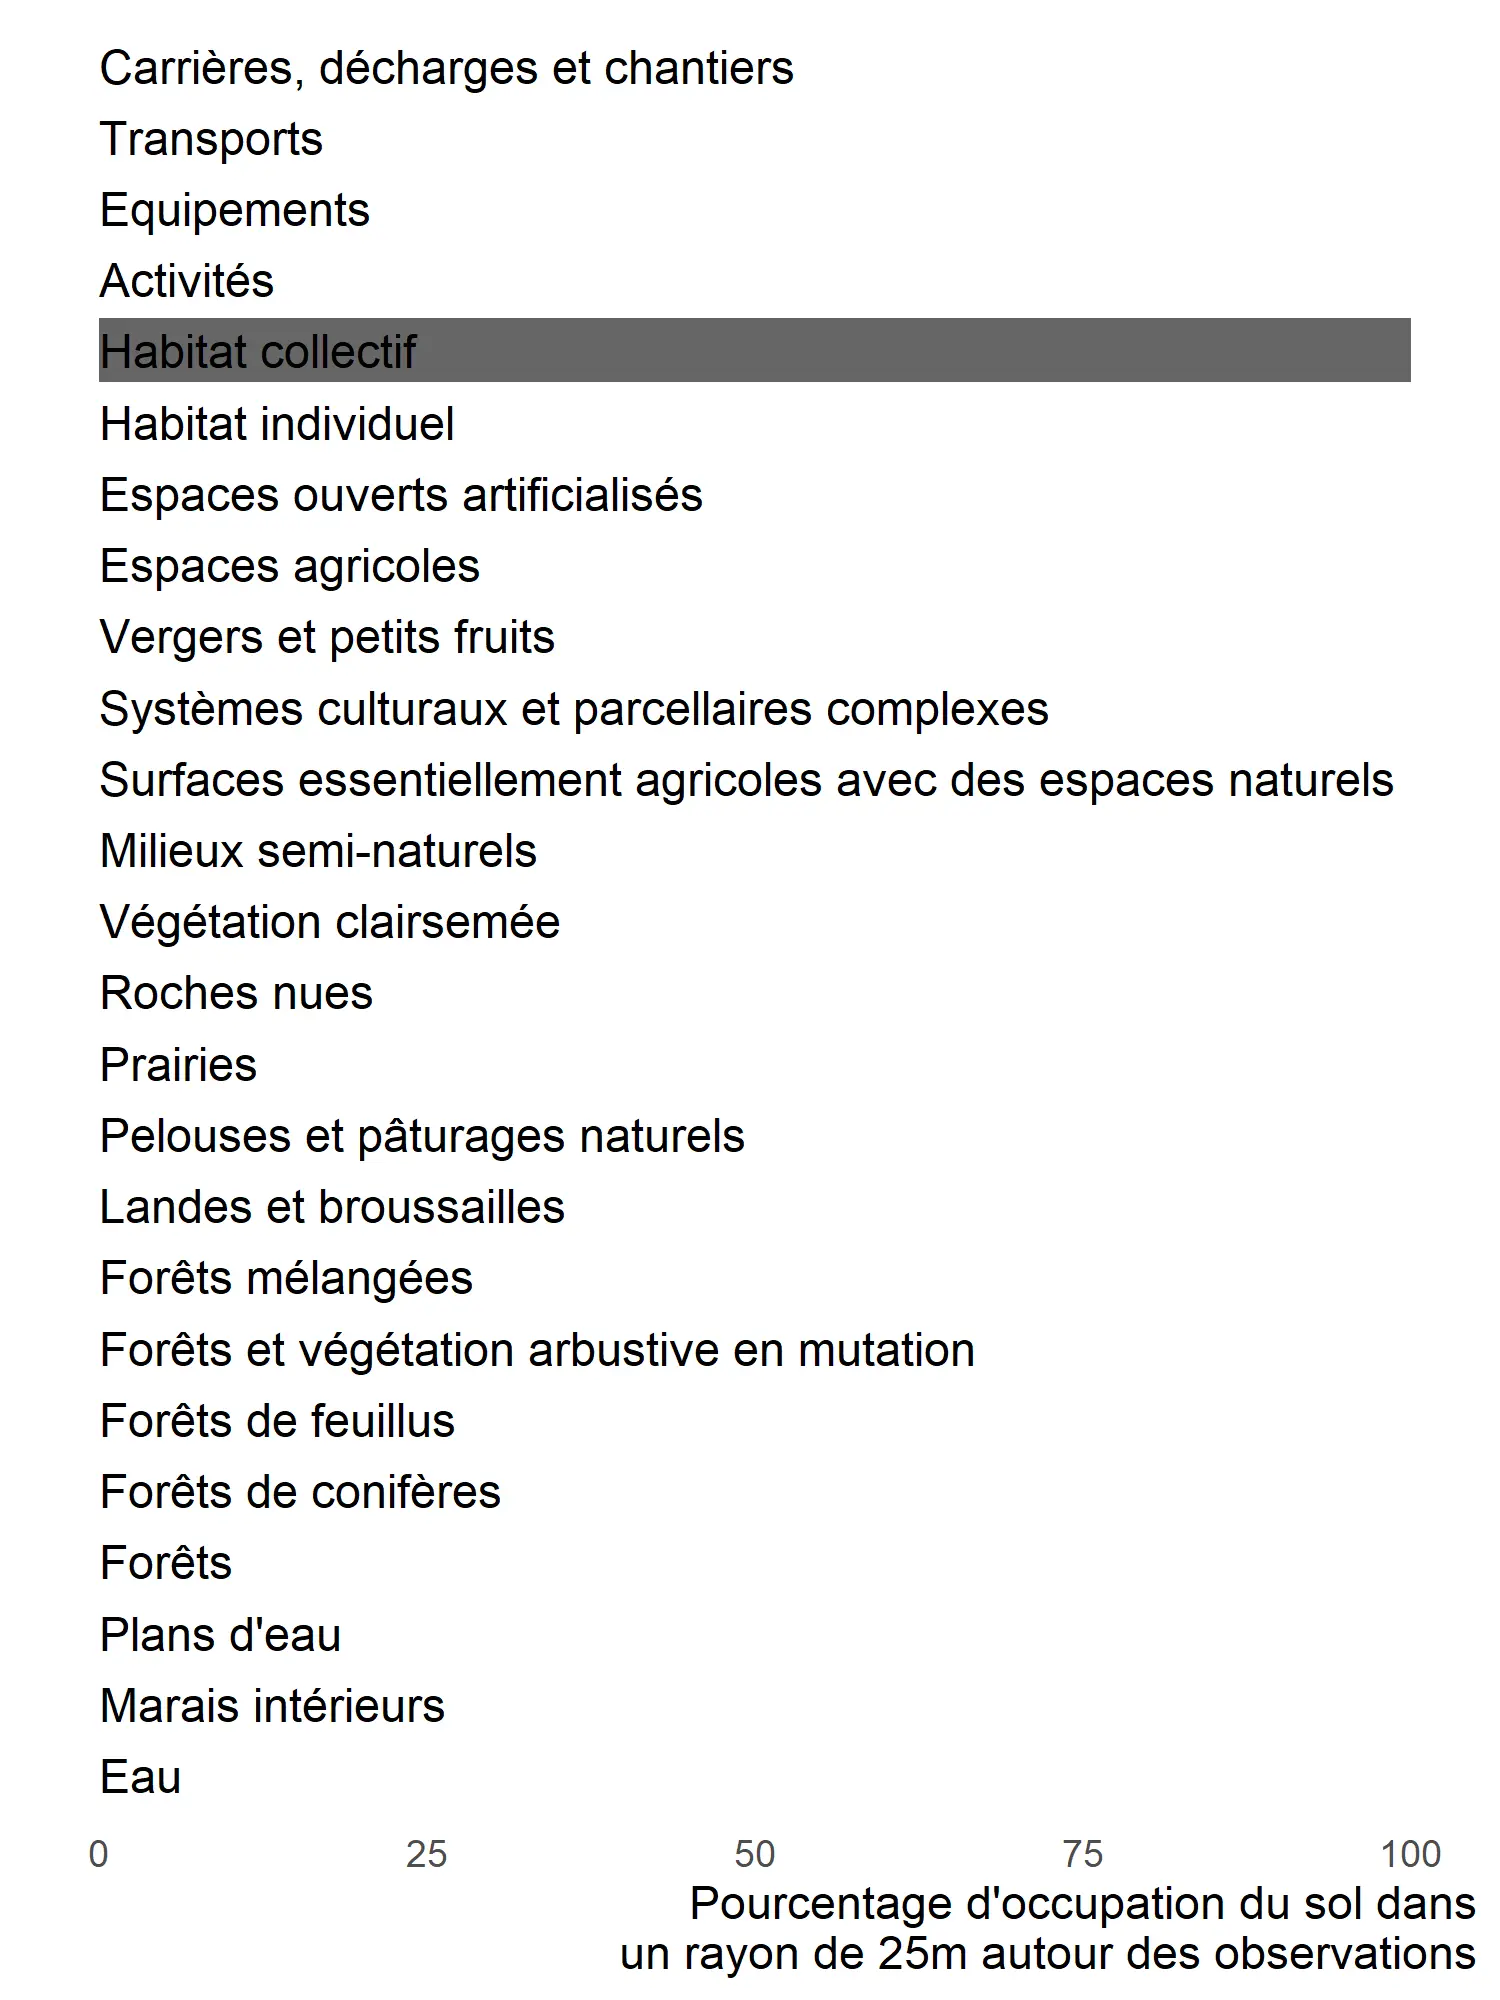 Carrières, décharges et chantiers
Transports
Equipements
Activités
Habitat collectif
Habitat individuel
Espaces ouverts artificialisés
Espaces agricoles
Vergers et petits fruits
Systèmes culturaux et parcellaires complexes
Surfaces essentiellement agricoles avec des espaces naturels
Milieux semi-naturels
Végétation clairsemée
Roches nues
Prairies
Pelouses et pâturages naturels
Landes et broussailles
Forêts mélangées
Forêts et végétation arbustive en mutation
Forêts de feuillus
Forêts de conifères
Forêts
Plans d'eau
Marais intérieurs
Eau
0 25 50 75 100
Pourcentage d'occupation du sol dans
un rayon de 25m autour des observations